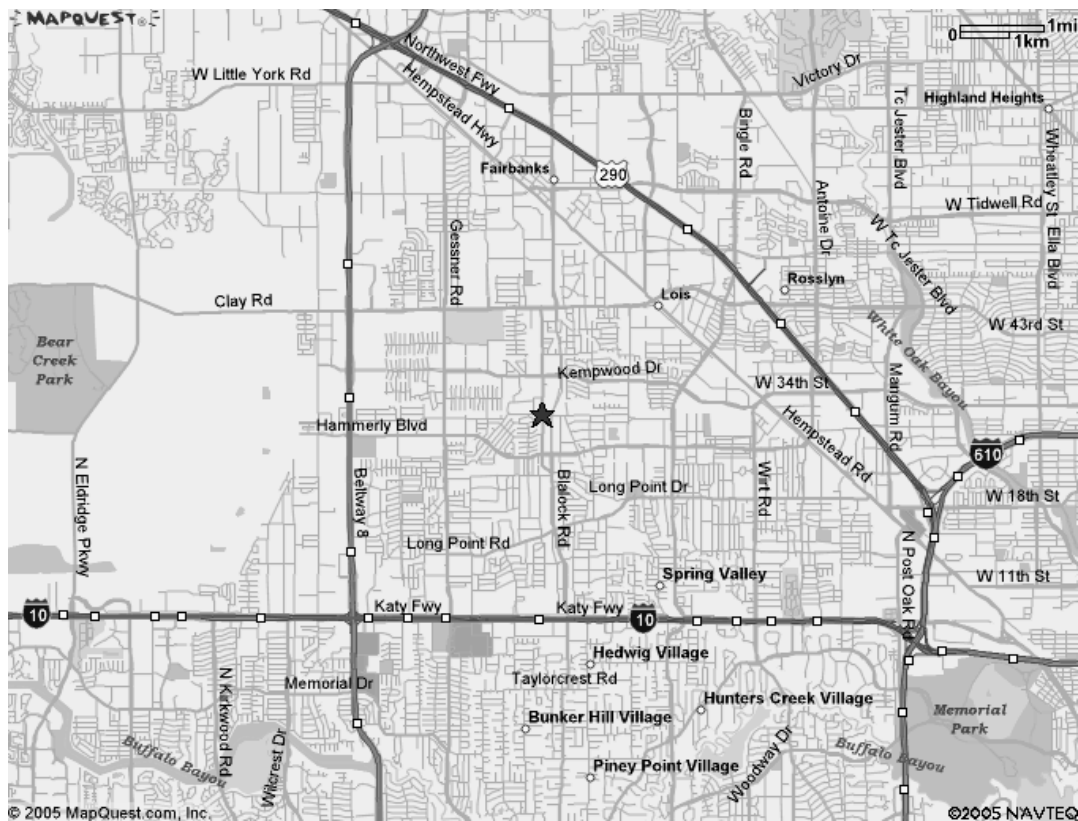 MAPQUEST®
1mi
0
1km
Northwest Fwy
W Little York Rd
Victory Dr
Hempstead Hwy
Tc Jester Blvd
Highland Heights
Bingle Rd
Wheatley St
Fairbanks
290
Antoine Dr
W Tidwell Rd
Gessner Rd
W Tc Jester Blvd
Ella Blvd
Rosslyn
Lois
Clay Rd
White Oak Bayou
W 43rd St
Bear
Creek
Park
Kempwood Dr
W 34th St
Mangum Rd
Hammerly Blvd
Hempstead Rd
610
N Eldridge Pkwy
Beltway 8
Blalock Rd
Long Point Dr
Wirt Rd
W 18th St
Long Point Rd
N Post Oak Rd
Spring Valley
W 11th St
10
Katy Fwy
Katy Fwy
10
Hedwig Village
N Kirkwood Rd
Memorial Dr
Taylorcrest Rd
Hunters Creek Village
Memorial
Park
Bunker Hill Village
Buffalo Bayou
Wilcrest Dr
Woodway Dr
Buffalo
Bayou
Piney Point Village
© 2005 MapQuest.com, Inc.
©2005 NAVTEQ